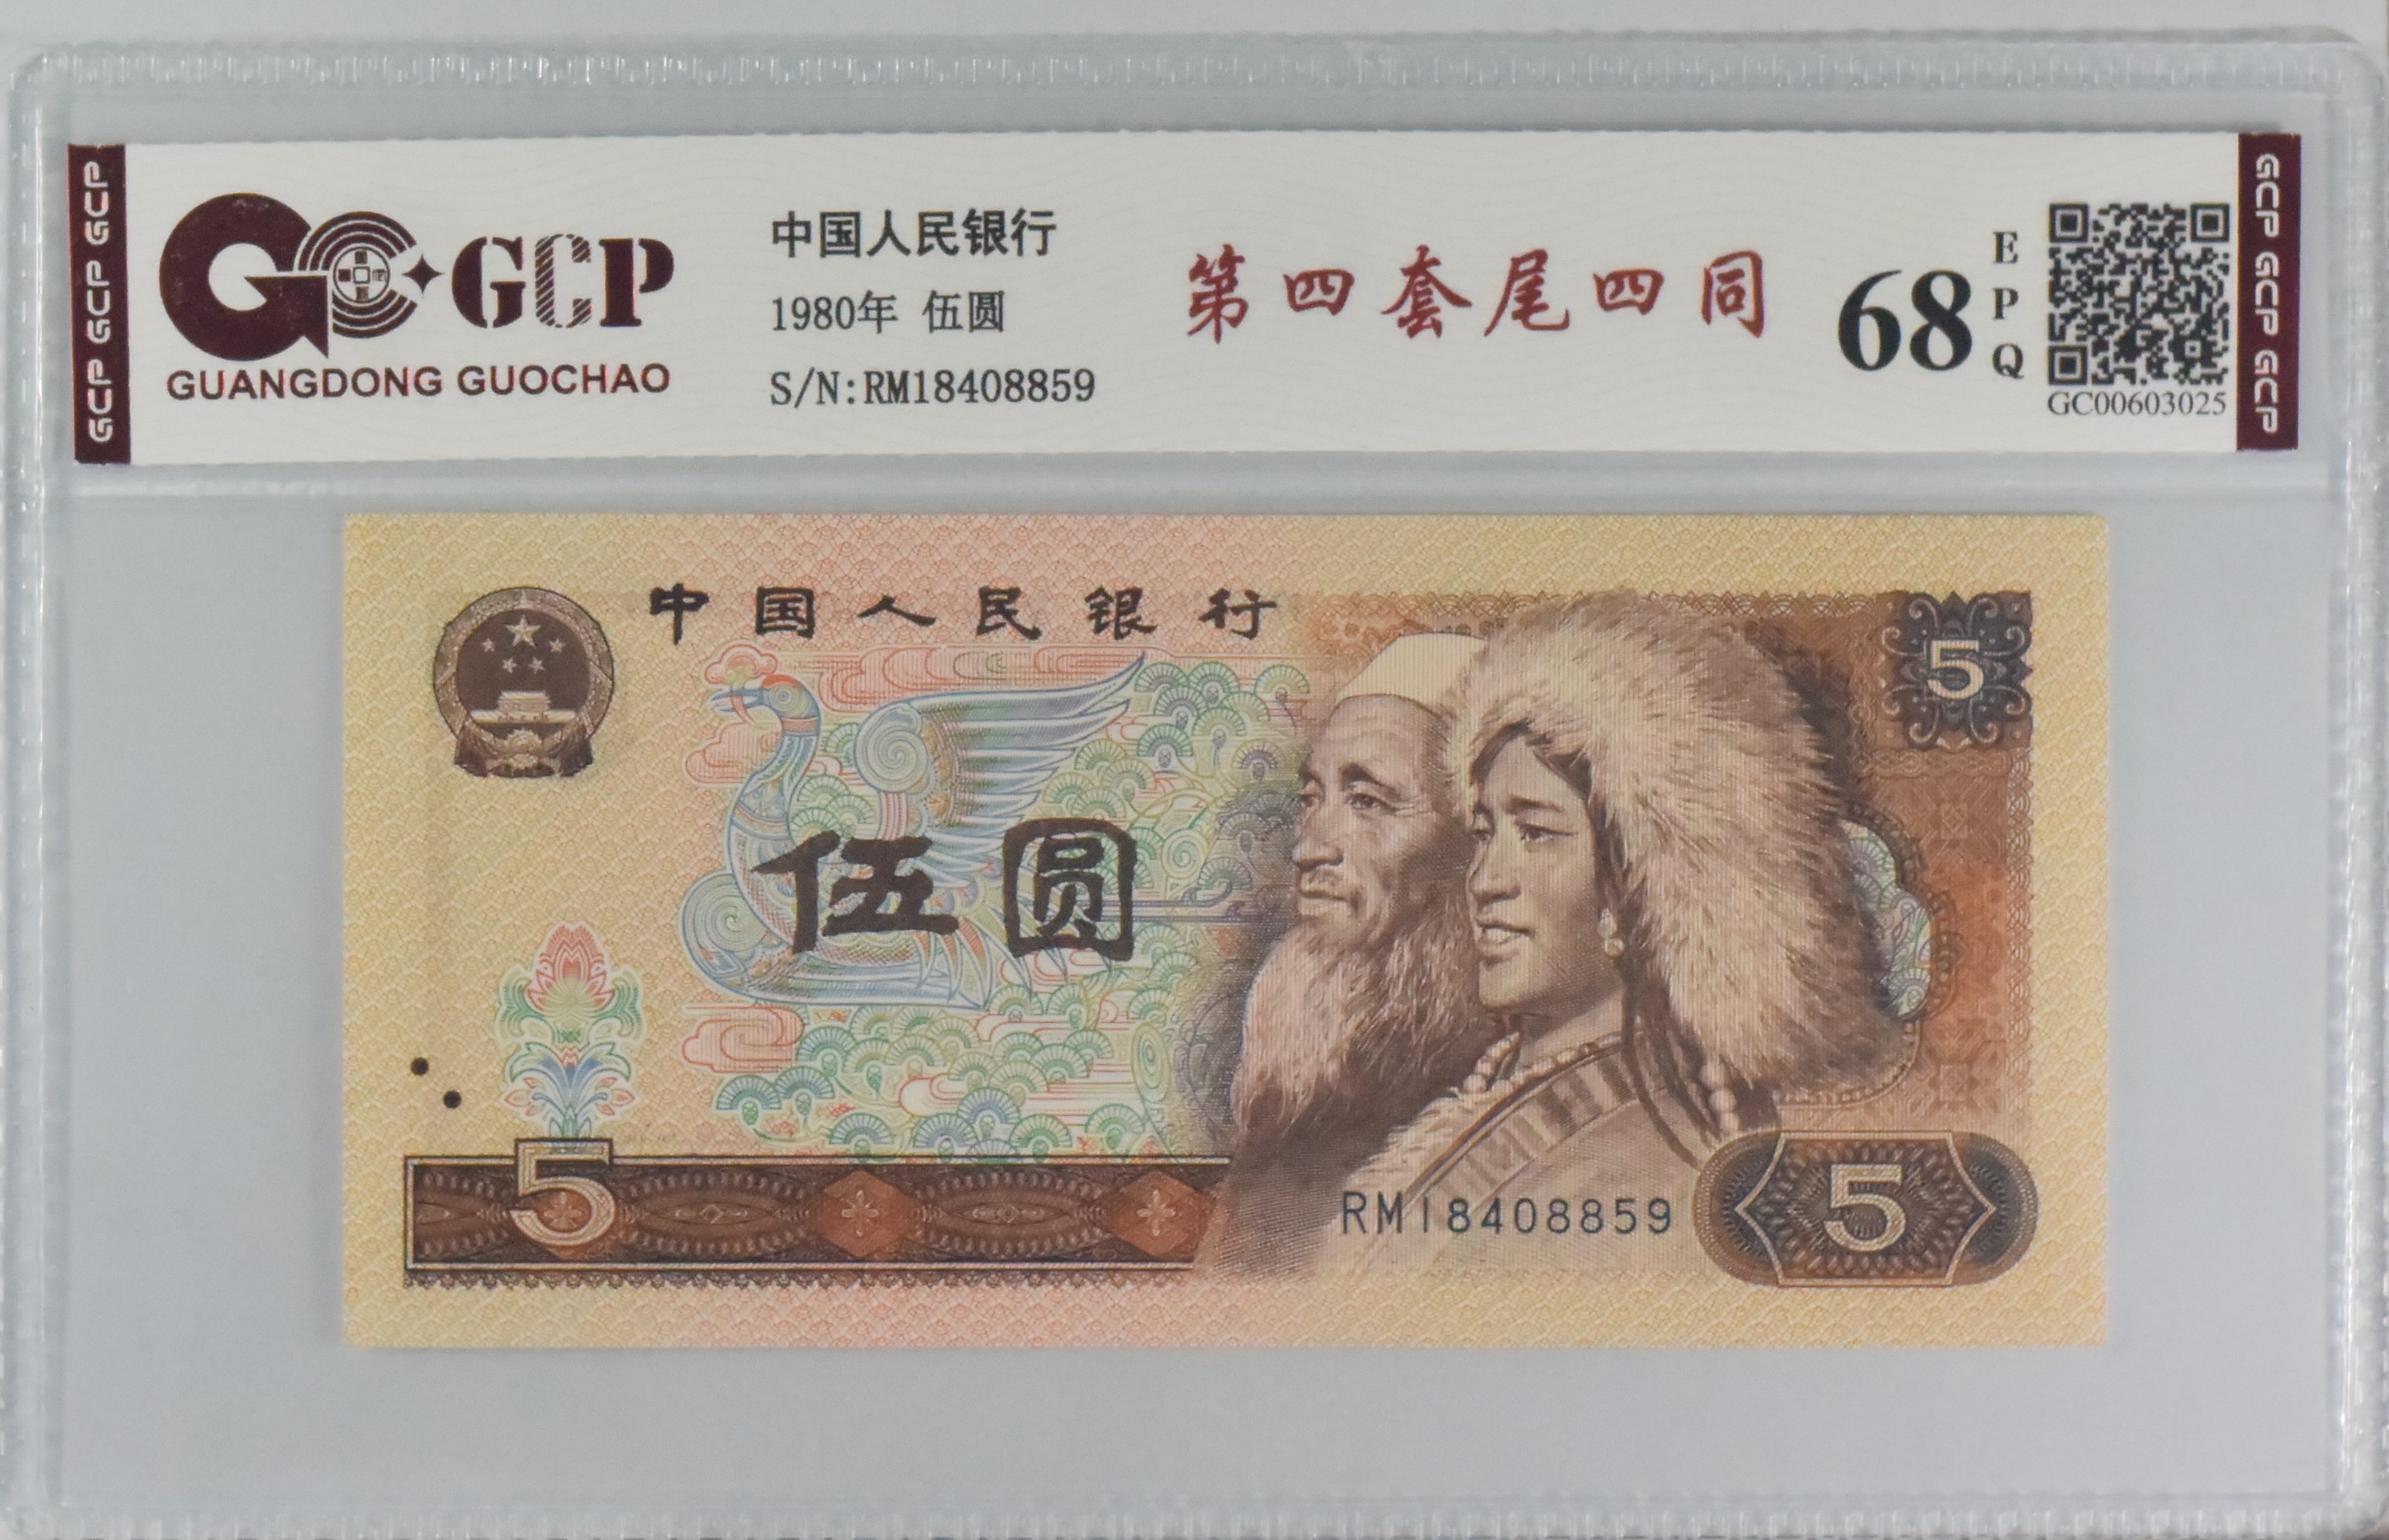 GCP GCP GCP
GCP
GUANGDONG GUOCHAO
中国人民银行
1980年 伍圆
S/N:RM18408859
第四套尾四同
68
EPQ
GC00603025
GCP GCP GCP
中国人民银行
5
伍圆
1980
5
RM18408859
5